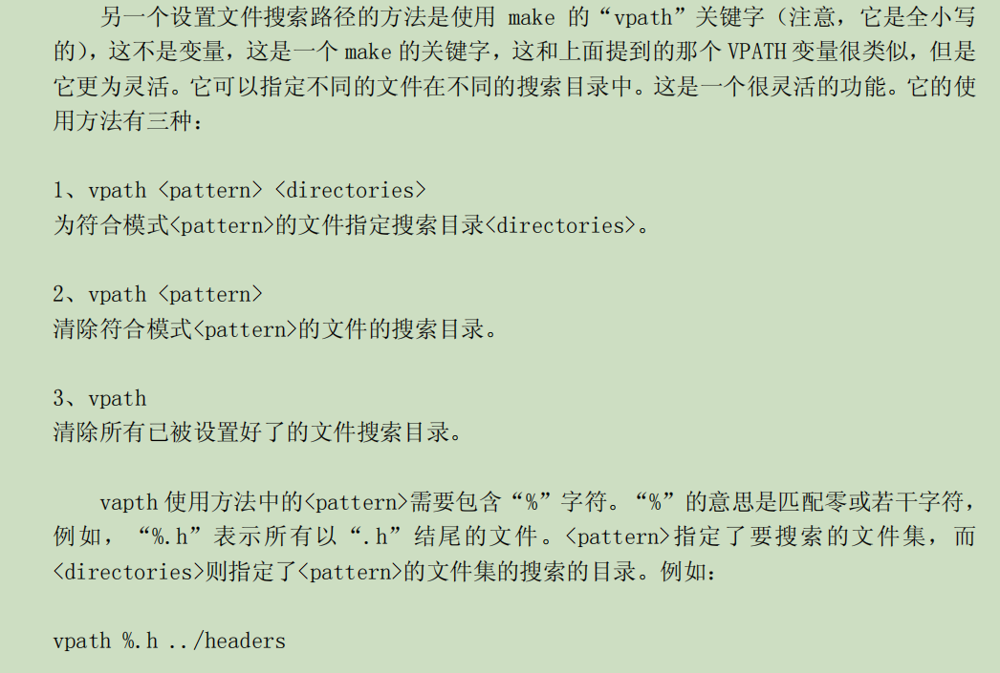 另一个设置文件搜索路径的方法是使用 make 的“vpath”关键字（注意，它是全小写
的），这不是变量，这是一个 make 的关键字，这和上面提到的那个 VPATH 变量很类似，但是
它更为灵活。它可以指定不同的文件在不同的搜索目录中。这是一个很灵活的功能。它的使
用方法有三种：
1、vpath <pattern> <directories>
为符合模式<pattern>的文件指定搜索目录<directories>。
2、vpath <pattern>
清除符合模式<pattern>的文件的搜索目录。
3、vpath
清除所有已被设置好了的文件搜索目录。
vapth 使用方法中的<pattern>需要包含“%”字符。“%”的意思是匹配零或若干字符，
例如，“%.h”表示所有以“.h”结尾的文件。<pattern>指定了要搜索的文件集，而
<directories>则指定了<pattern>的文件集的搜索的目录。例如：
vpath %.h ../headers